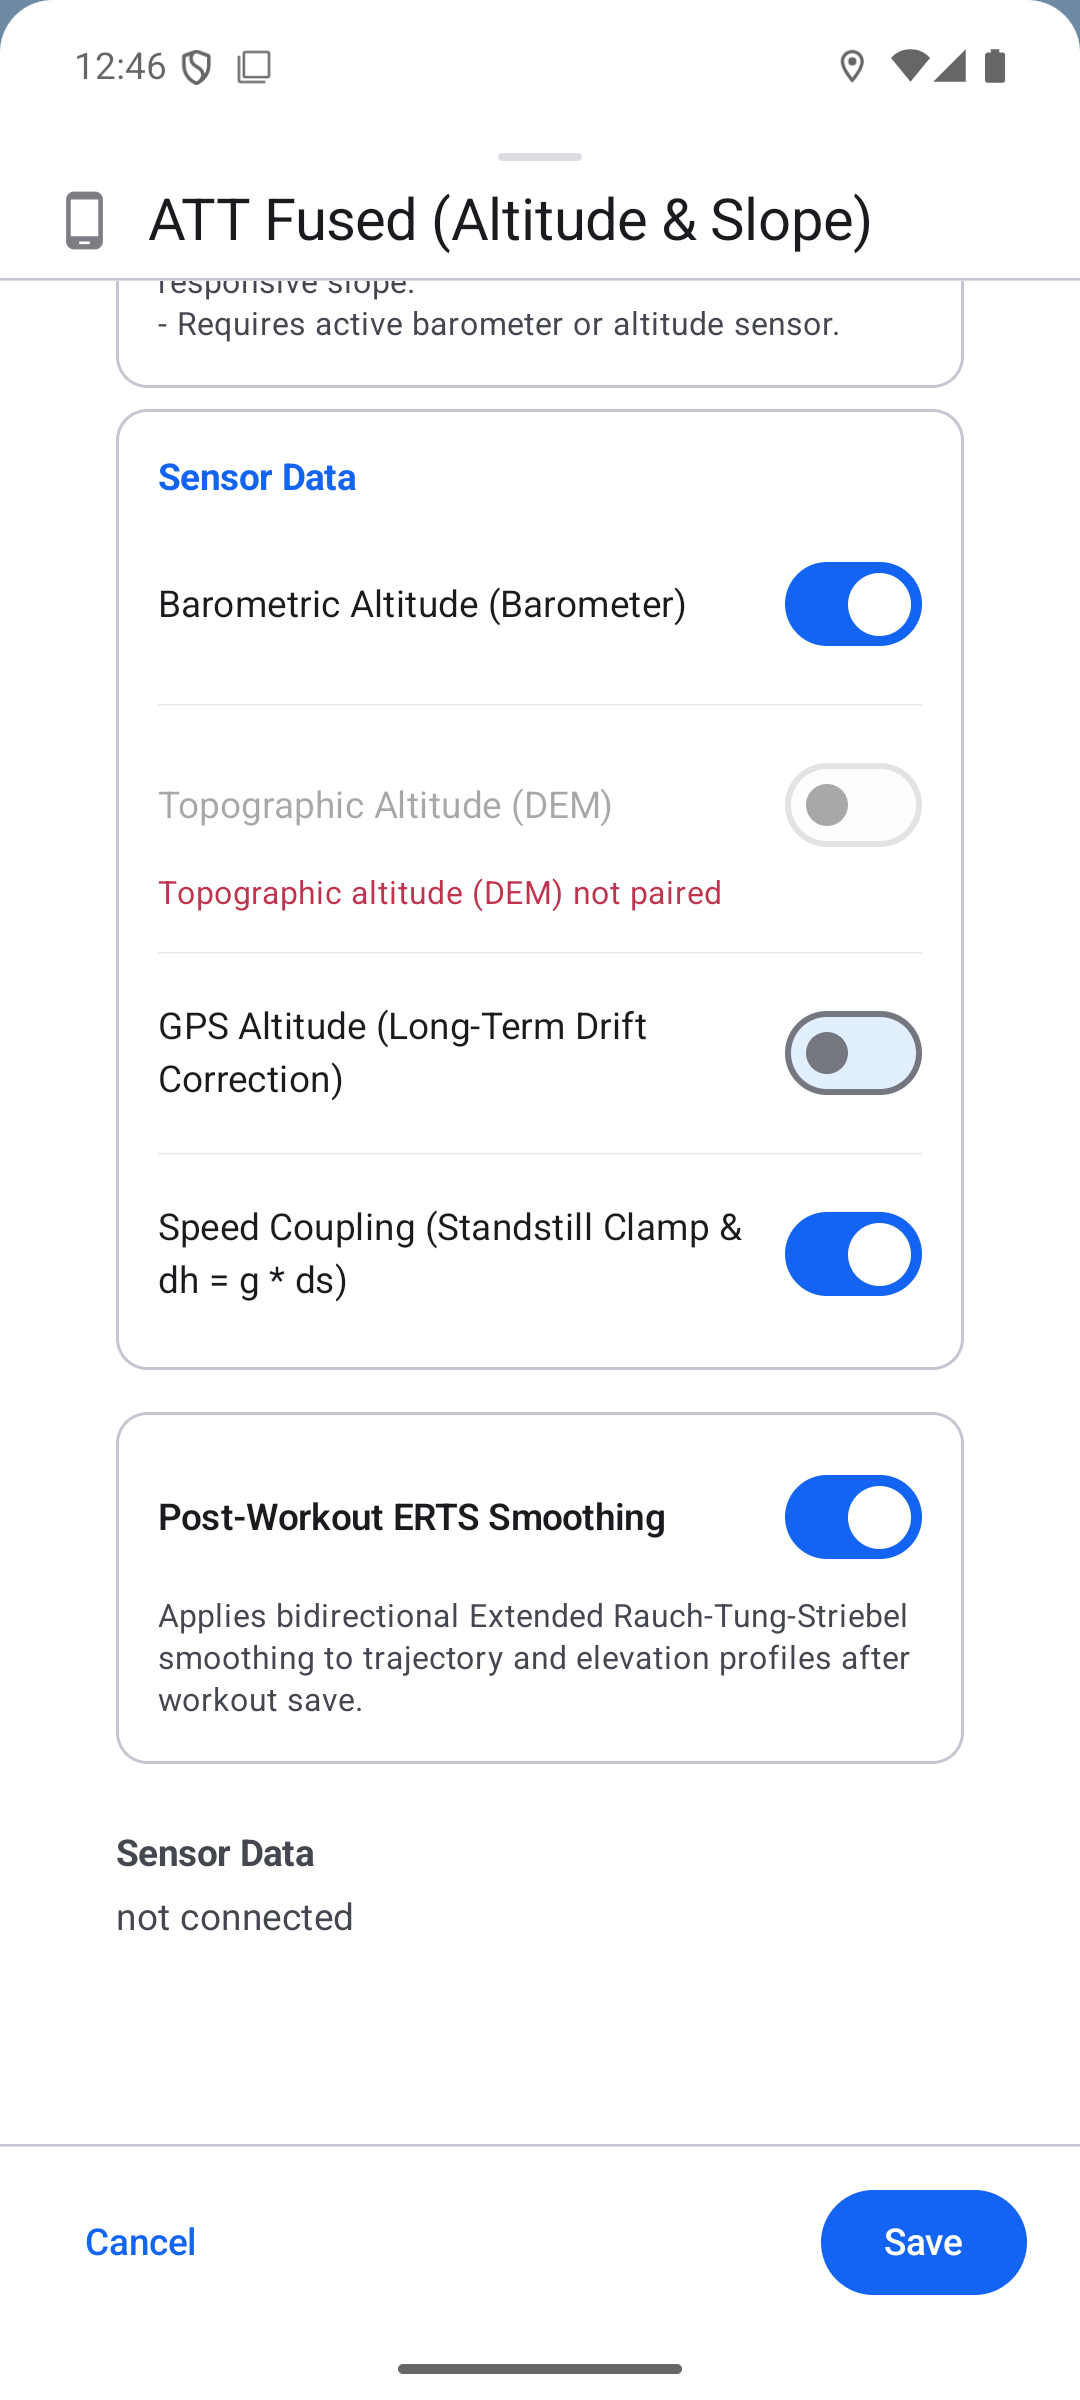 12:46
ATT Fused (Altitude & Slope)
responsive slope.
- Requires active barometer or altitude sensor.
Sensor Data
Barometric Altitude (Barometer)
Topographic Altitude (DEM)
Topographic altitude (DEM) not paired
GPS Altitude (Long-Term Drift
Correction)
Speed Coupling (Standstill Clamp &
dh = g * ds)
Post-Workout ERTS Smoothing
Applies bidirectional Extended Rauch-Tung-Striebel
smoothing to trajectory and elevation profiles after
workout save.
Sensor Data
not connected
Cancel
Save